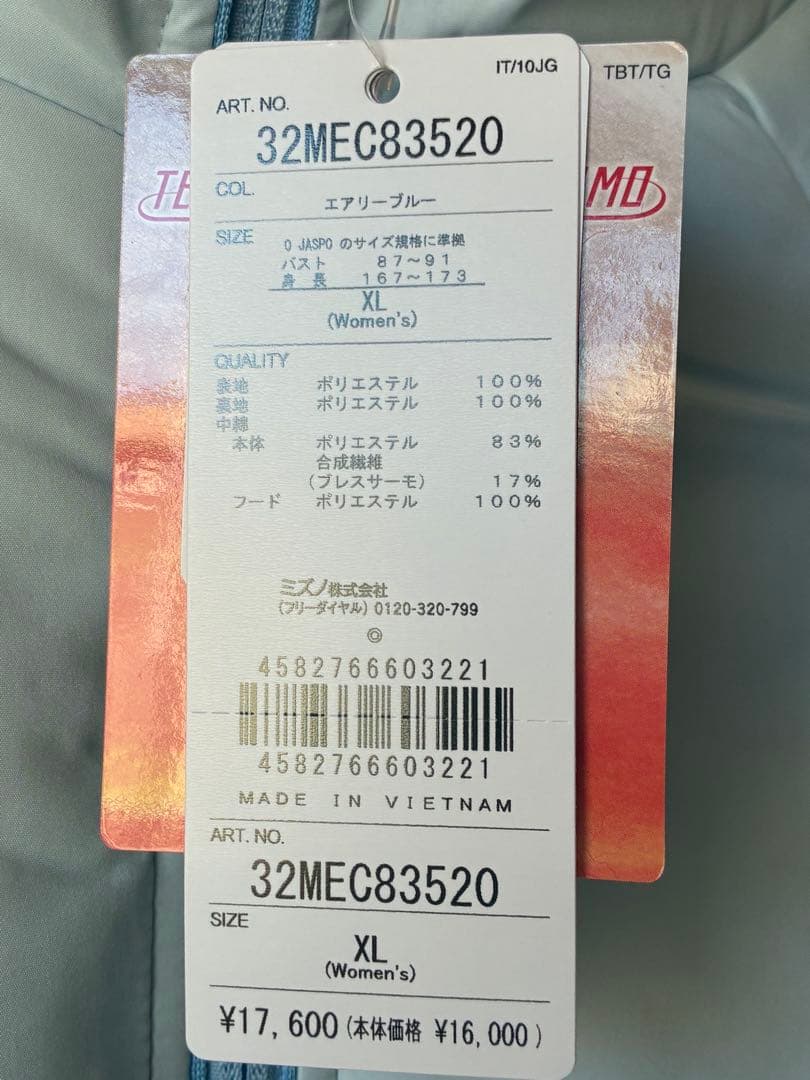 IT/10JG
TBT/TG
ART. NO.
32MEC83520
COL.
エアリーブルー
SIZE
O JASPO のサイズ規格に準拠
バスト 87～91
身長 167～173
XL
(Women's)
QUALITY
表地 ポリエステル 100%
裏地 ポリエステル 100%
中綿
本体 ポリエステル 83%
合成繊維
(ブレスサーモ) 17%
フード ポリエステル 100%
ミズノ株式会社
(フリーダイヤル) 0120-320-799
◎
4582766603221
4582766603221
MADE IN VIETNAM
ART. NO.
32MEC83520
SIZE
XL
(Women's)
¥17,600 (本体価格 ¥16,000)